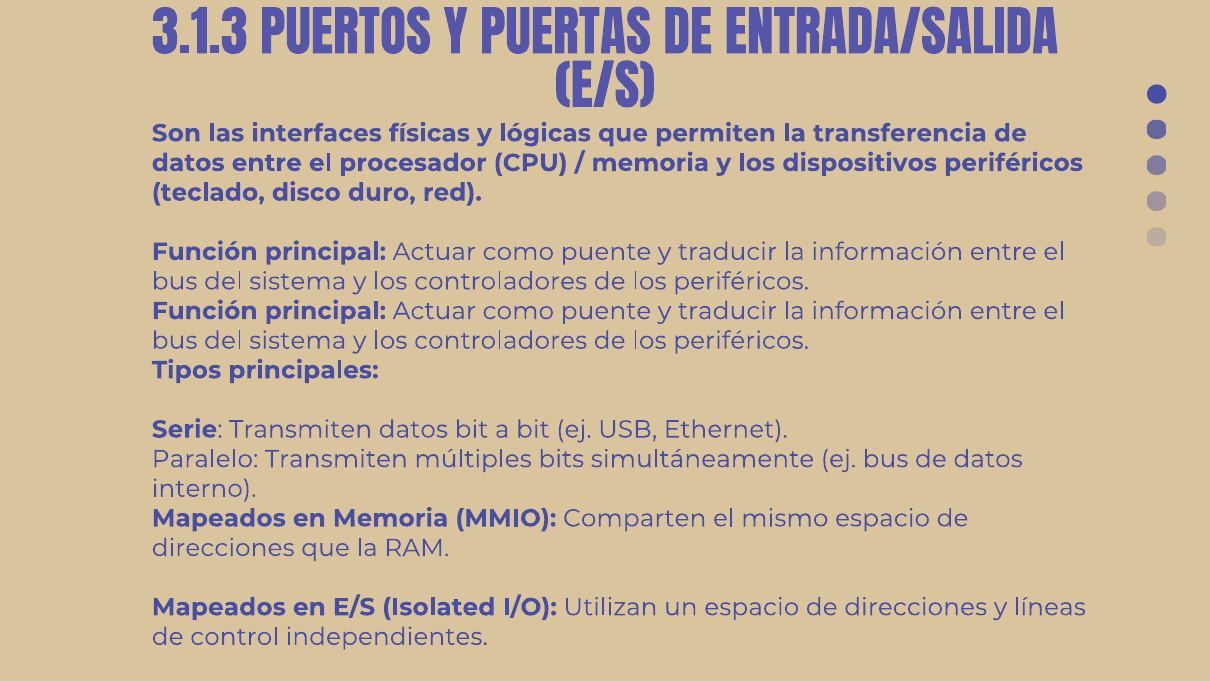 3.1.3 PUERTOS Y PUERTAS DE ENTRADA/SALIDA
(E/S)
Son las interfaces físicas y lógicas que permiten la transferencia de
datos entre el procesador (CPU) / memoria y los dispositivos periféricos
(teclado, disco duro, red).
Función principal: Actuar como puente y traducir la información entre el
bus del sistema y los controladores de los periféricos.
Función principal: Actuar como puente y traducir la información entre el
bus del sistema y los controladores de los periféricos.
Tipos principales:
Serie: Transmiten datos bit a bit (ej. USB, Ethernet).
Paralelo: Transmiten múltiples bits simultáneamente (ej. bus de datos
interno).
Mapeados en Memoria (MMIO): Comparten el mismo espacio de
direcciones que la RAM.
Mapeados en E/S (Isolated I/O): Utilizan un espacio de direcciones y líneas
de control independientes.